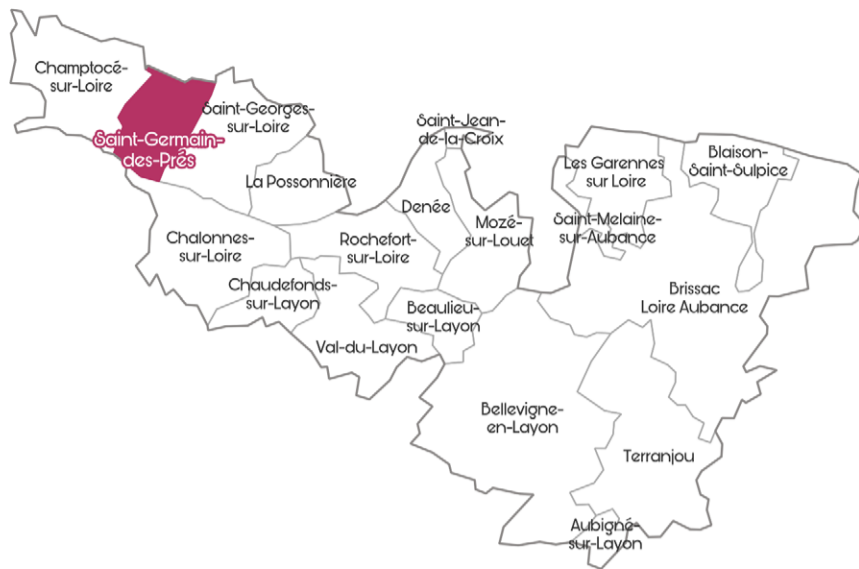 Champtocé-
sur-Loire
Saint-Georges-
sur-Loire
Saint-Germain-
des-Prés
La Possonnière
Saint-Jean-
de-la-Croix
Les Garennes
sur Loire
Blaison-
Saint-Sulpice
Denée
Mozé-
sur-Louet
Saint-Melaine-
sur-Aubance
Chalonnes-
sur-Loire
Rochefort-
sur-Loire
Chaudefonds-
sur-Layon
Beaulieu-
sur-Layon
Brissac
Loire Aubance
Val-du-Layon
Bellevigne-
en-Layon
Terranjou
Aubigné-
sur-Layon